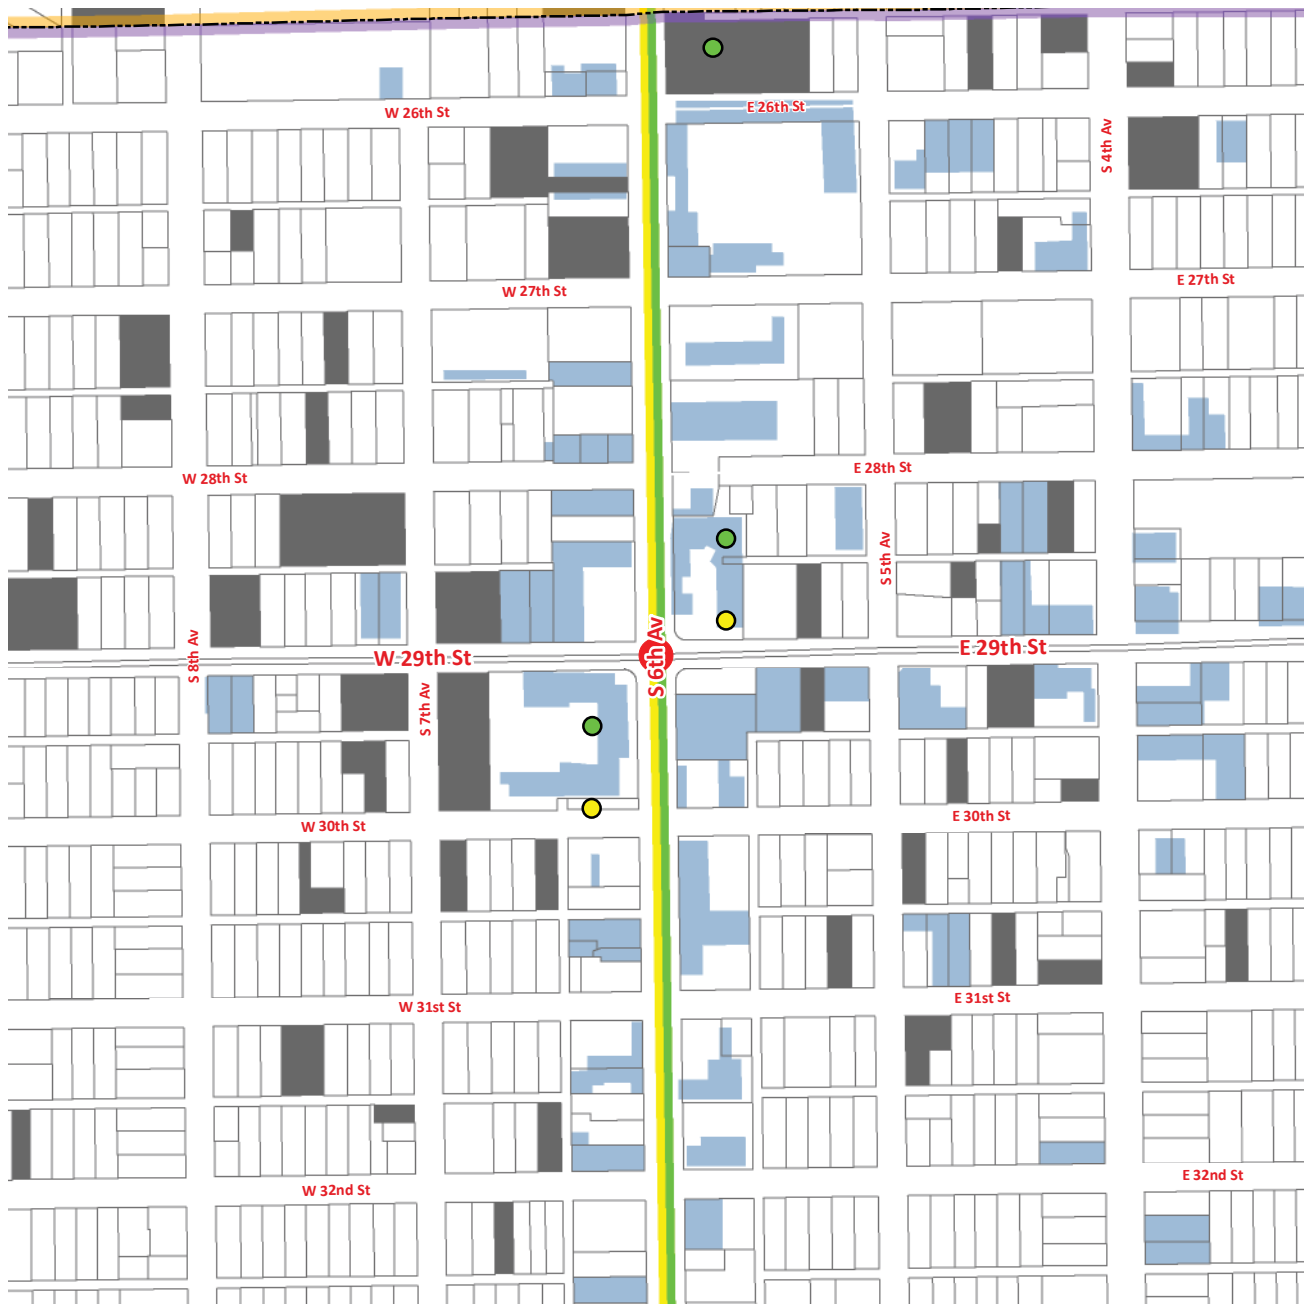 W 26th St
E 26th St
S 4th Av
W 27th St
E 27th St
W 28th St
E 28th St
S 5th Av
S 8th Av
W 29th St
S 6th Av
E 29th St
S 7th Av
W 30th St
E 30th St
W 31st St
E 31st St
W 32nd St
E 32nd St